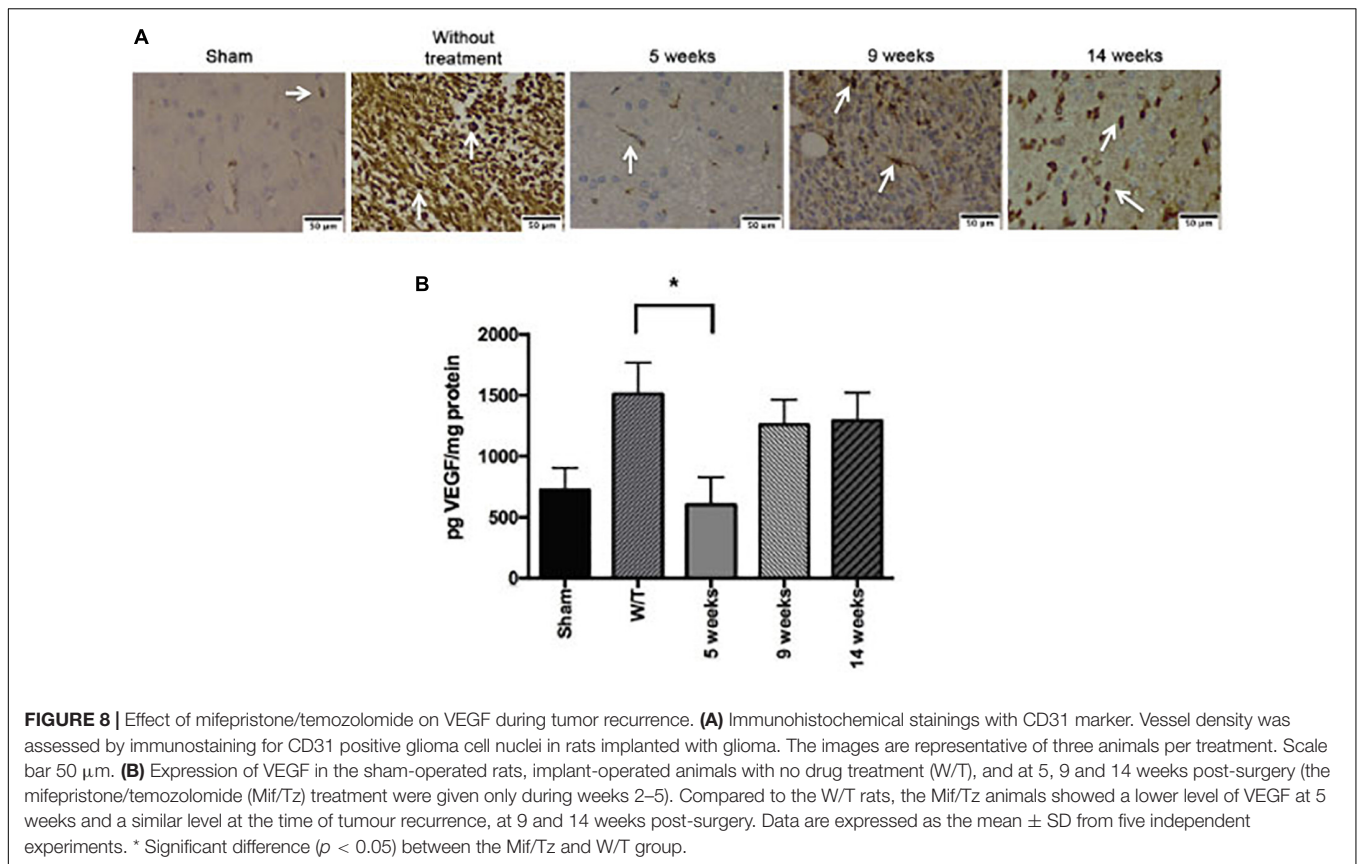 A
Sham
Without
treatment
5 weeks
9 weeks
14 weeks
50 µm
50 µm
50 µm
50 µm
50 µm
B
*
2000
1500
1000
500
0
pg VEGF/mg protein
Sham
W/T
5 weeks
9 weeks
14 weeks
FIGURE 8 | Effect of mifepristone/temozolomide on VEGF during tumor recurrence. (A) Immunohistochemical stainings with CD31 marker. Vessel density was
assessed by immunostaining for CD31 positive glioma cell nuclei in rats implanted with glioma. The images are representative of three animals per treatment. Scale
bar 50 μm. (B) Expression of VEGF in the sham-operated rats, implant-operated animals with no drug treatment (W/T), and at 5, 9 and 14 weeks post-surgery (the
mifepristone/temozolomide (Mif/Tz) treatment were given only during weeks 2–5). Compared to the W/T rats, the Mif/Tz animals showed a lower level of VEGF at 5
weeks and a similar level at the time of tumour recurrence, at 9 and 14 weeks post-surgery. Data are expressed as the mean ± SD from five independent
experiments. * Significant difference (p < 0.05) between the Mif/Tz and W/T group.